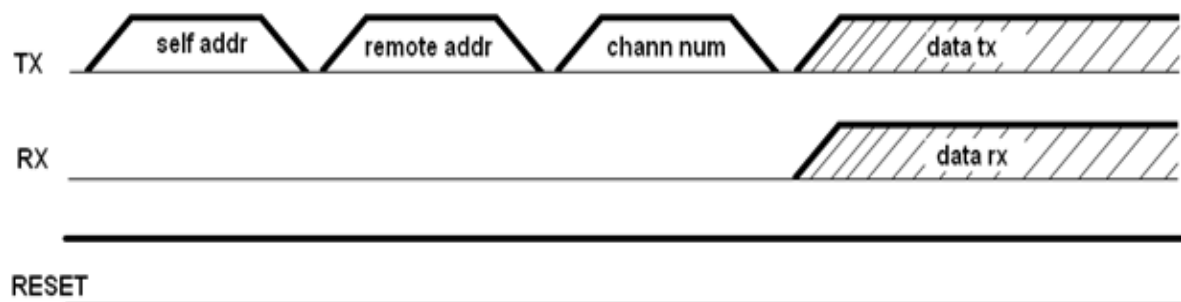 TX self addr remote addr chann num data tx
RX data rx
RESET